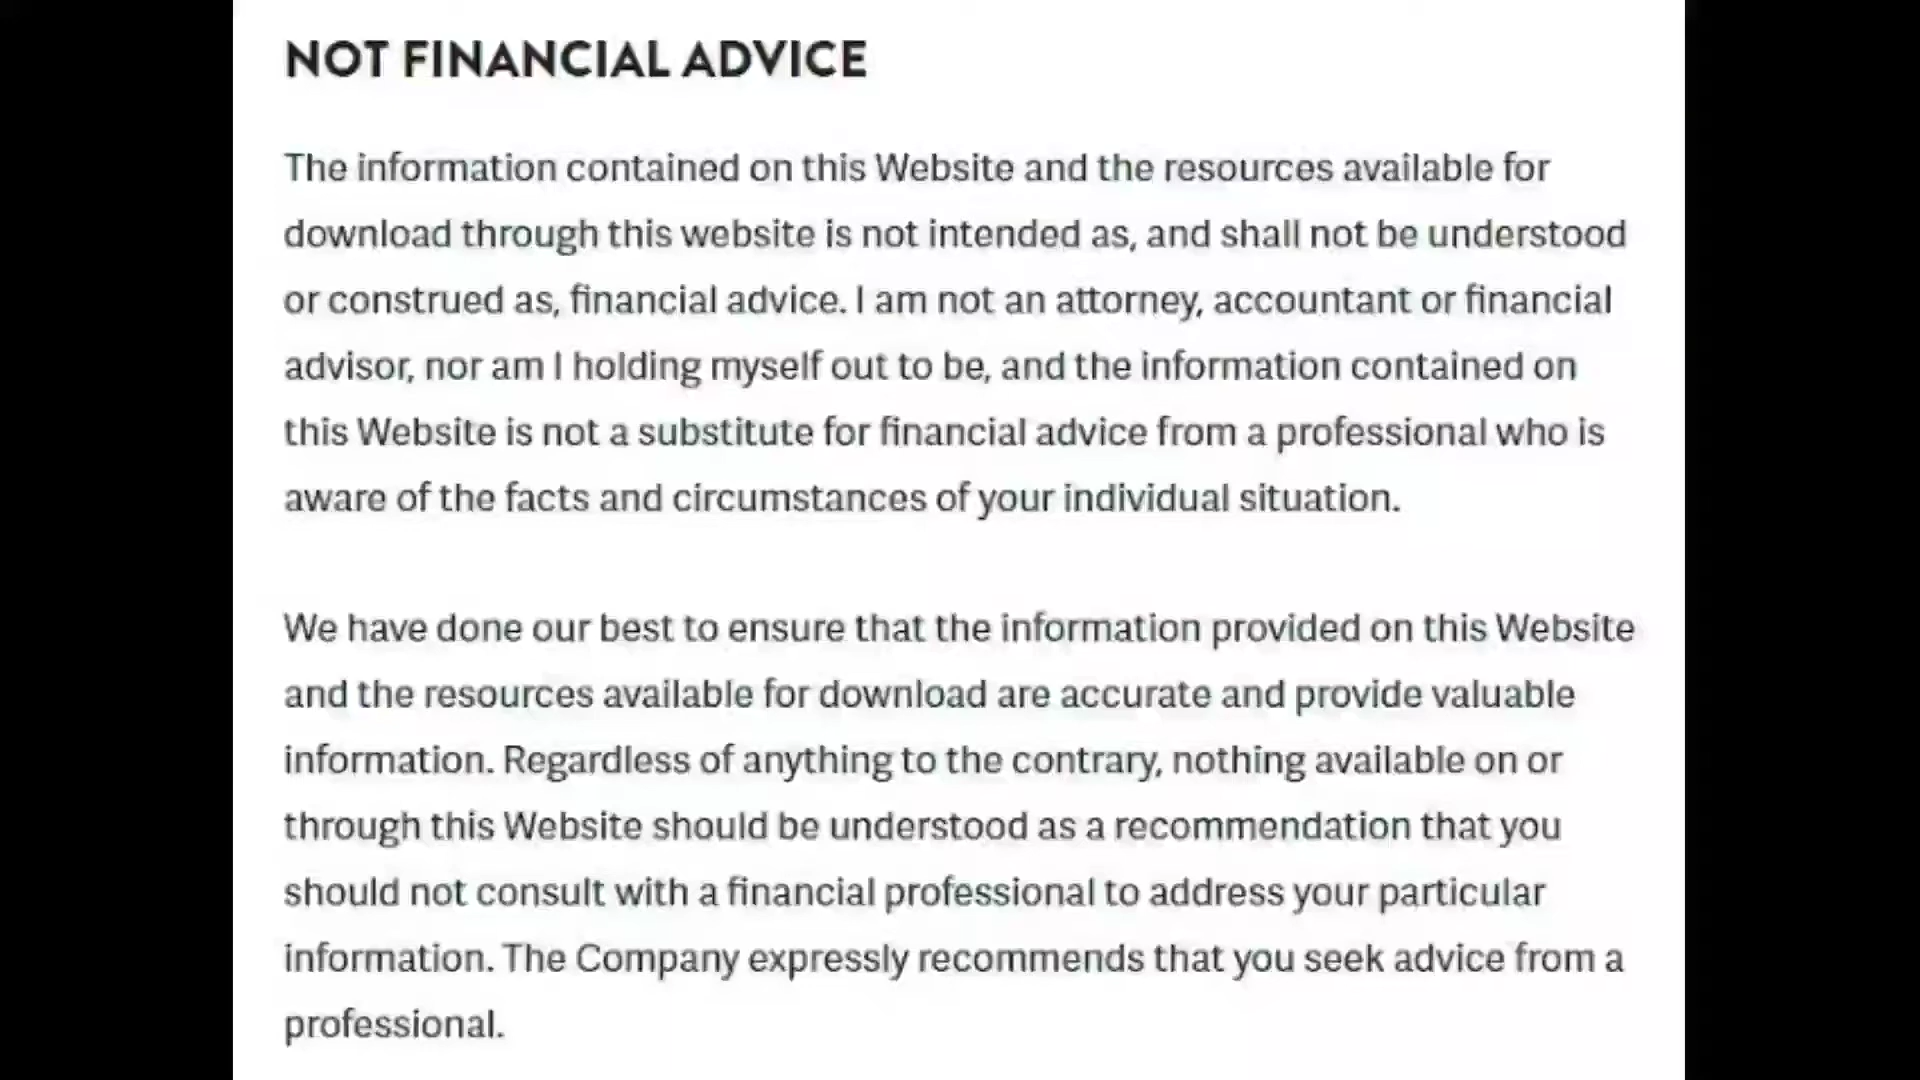 NOT FINANCIAL ADVICE
The information contained on this Website and the resources available for
download through this website is not intended as, and shall not be understood
or construed as, financial advice. I am not an attorney, accountant or financial
advisor, nor am I holding myself out to be, and the information contained on
this Website is not a substitute for financial advice from a professional who is
aware of the facts and circumstances of your individual situation.
We have done our best to ensure that the information provided on this Website
and the resources available for download are accurate and provide valuable
information. Regardless of anything to the contrary, nothing available on or
through this Website should be understood as a recommendation that you
should not consult with a financial professional to address your particular
information. The Company expressly recommends that you seek advice from a
professional.